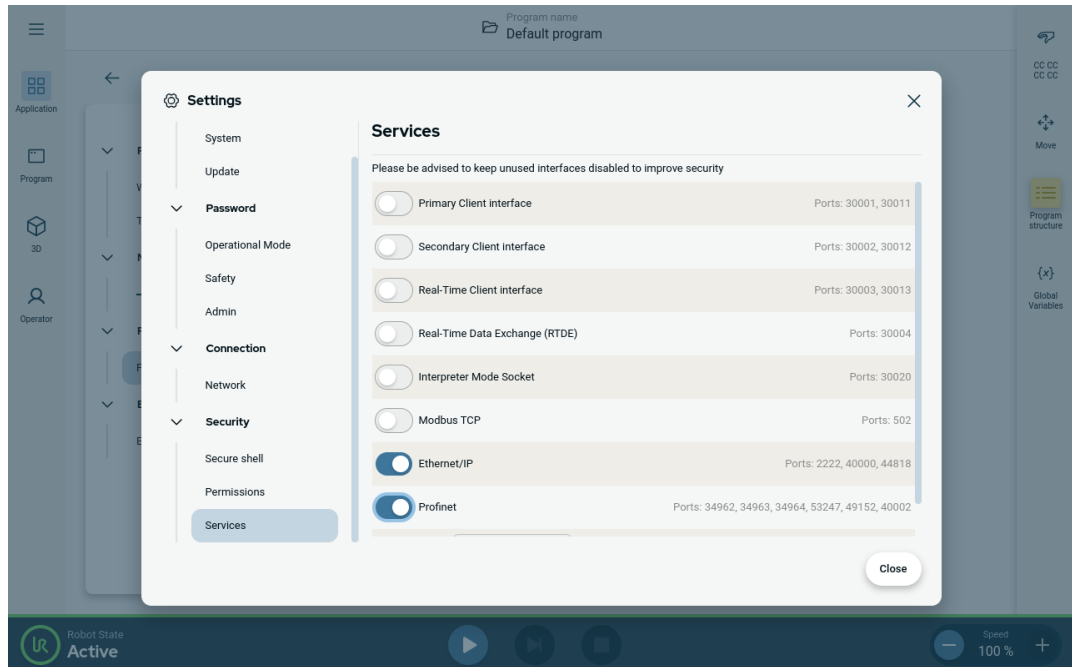 Program name
Default program
Application
Program
3D
Operator
Settings
System
Update
Password
Operational Mode
Safety
Admin
Connection
Network
Security
Secure shell
Permissions
Services
Services
Please be advised to keep unused interfaces disabled to improve security
Primary Client interface Ports: 30001, 30011
Secondary Client interface Ports: 30002, 30012
Real-Time Client interface Ports: 30003, 30013
Real-Time Data Exchange (RTDE) Ports: 30004
Interpreter Mode Socket Ports: 30020
Modbus TCP Ports: 502
Ethernet/IP Ports: 2222, 40000, 44818
Profinet Ports: 34962, 34963, 34964, 53247, 49152, 40002
Close
CC CC
CC CC
Move
Program
structure
{x}
Global
Variables
UR
Robot State
Active
Speed
100 %